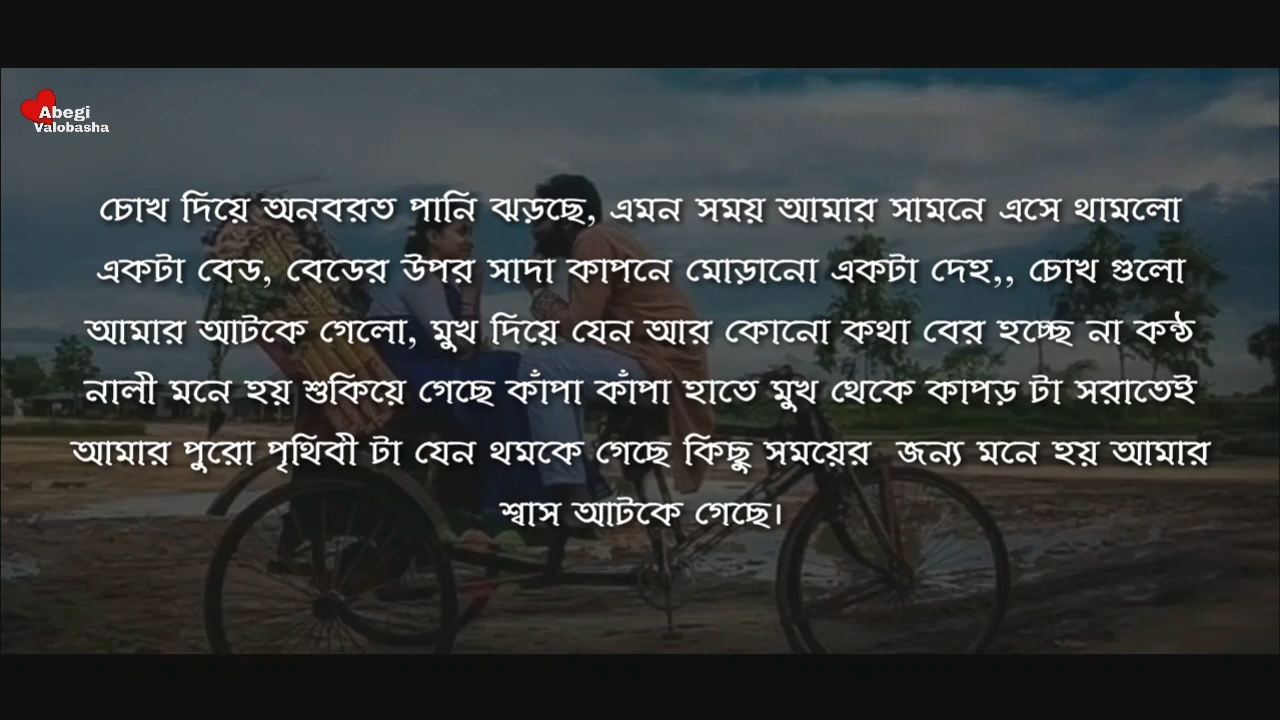 Abegi
Valobasha
চোখ দিয়ে অনবরত পানি ঝড়ছে, এমন সময় আমার সামনে এসে থামলো
একটা বেড, বেডের উপর সাদা কাপনে মোড়ানো একটা দেহ,, চোখ গুলো
আমার আটকে গেলো, মুখ দিয়ে যেন আর কোনো কথা বের হচ্ছে না কন্ঠ
নালী মনে হয় শুকিয়ে গেছে কাঁপা কাঁপা হাতে মুখ থেকে কাপড় টা সরাতেই
আমার পুরো পৃথিবী টা যেন থমকে গেছে কিছু সময়ের জন্য মনে হয় আমার
শ্বাস আটকে গেছে।